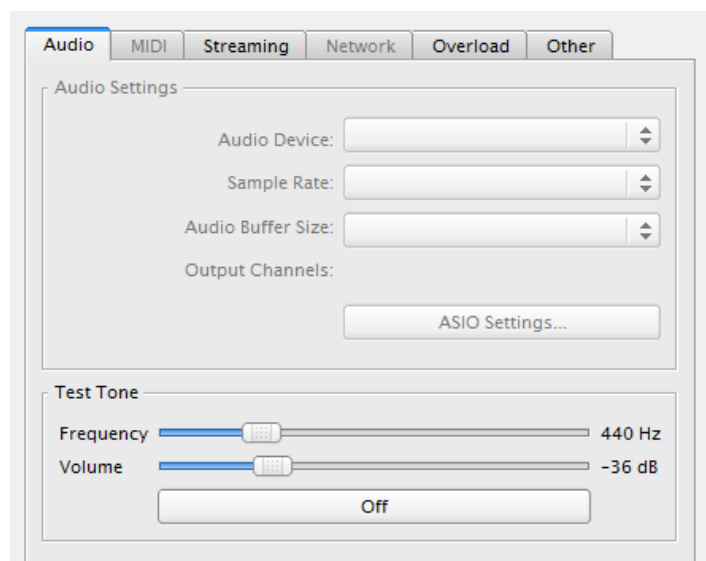 Audio MIDI Streaming Network Overload Other
Audio Settings
Audio Device:
Sample Rate:
Audio Buffer Size:
Output Channels:
ASIO Settings...
Test Tone
Frequency 440 Hz
Volume -36 dB
Off